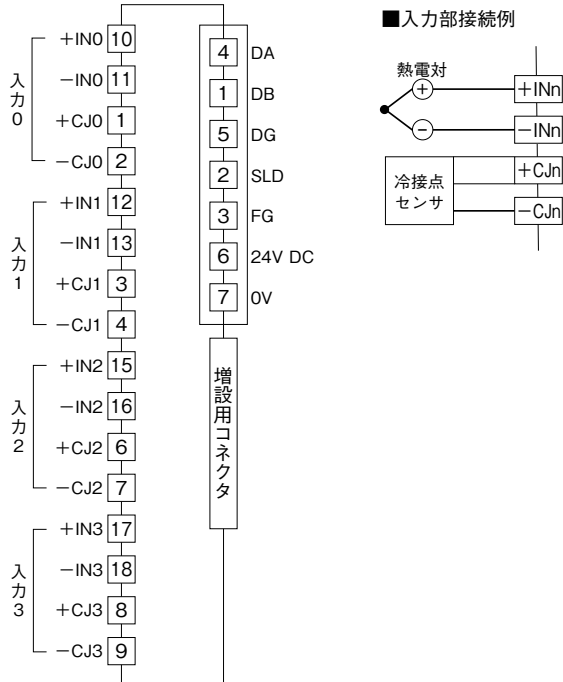 入力0
+IN0 10
−IN0 11
+CJ0 1
−CJ0 2
入力1
+IN1 12
−IN1 13
+CJ1 3
−CJ1 4
入力2
+IN2 15
−IN2 16
+CJ2 6
−CJ2 7
入力3
+IN3 17
−IN3 18
+CJ3 8
−CJ3 9
4 DA
1 DB
5 DG
2 SLD
3 FG
6 24V DC
7 0V
増設用コネクタ
■入力部接続例
熱電対
+ +INn
− −INn
冷接点
センサ
+CJn
−CJn